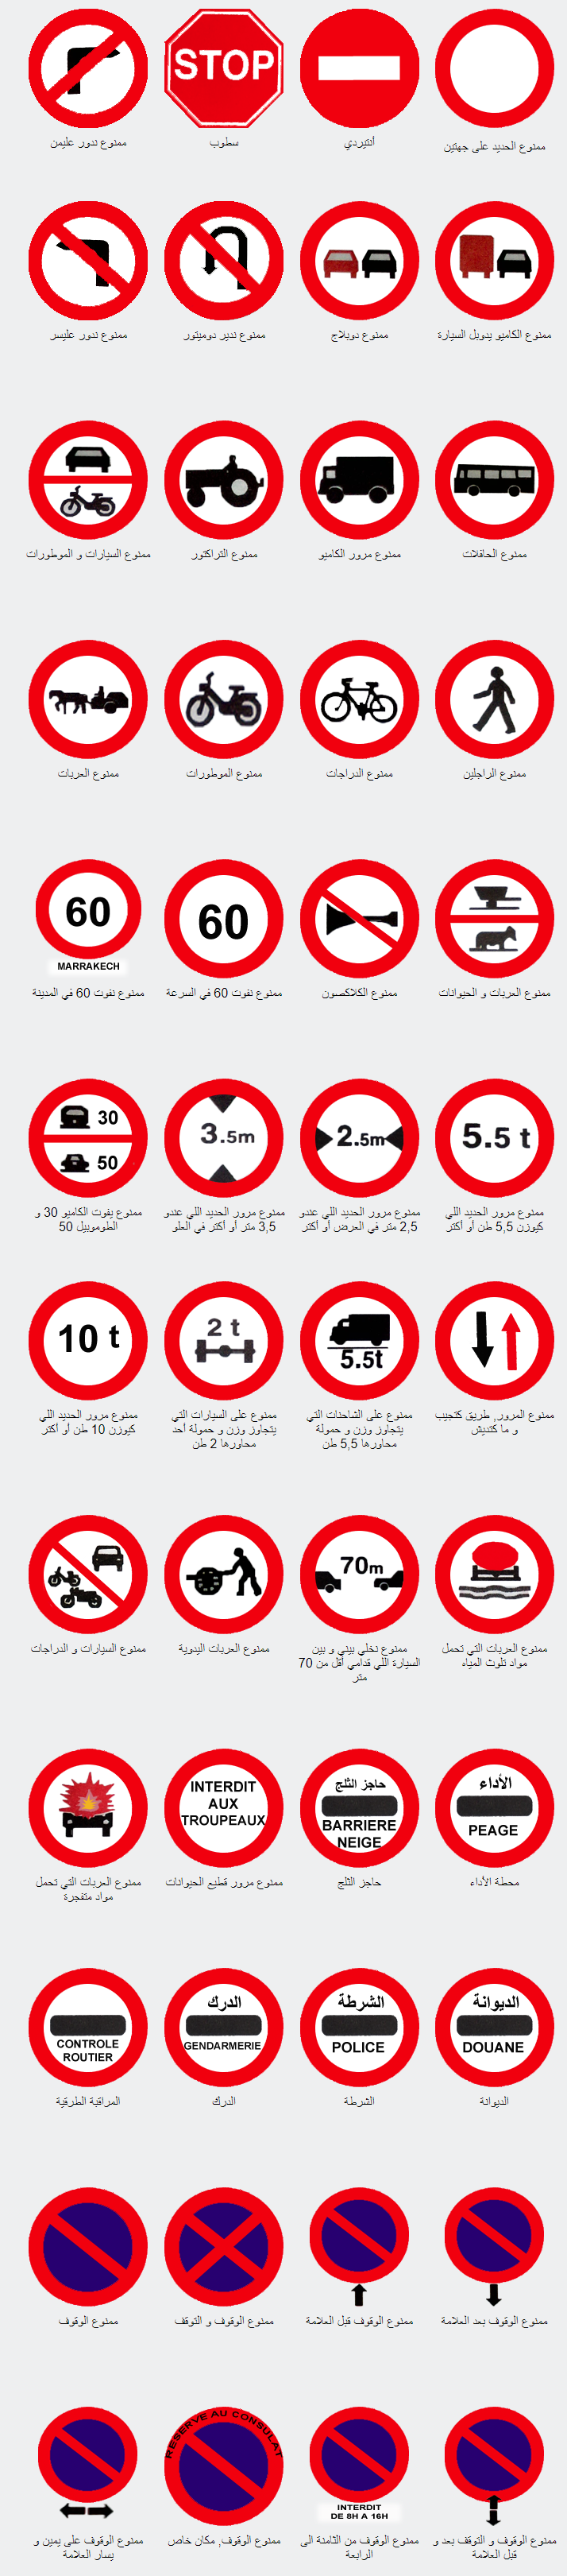 STOP
ممنوع الحديد على جهتين
أنتيردي
سطوب
ممنوع ندور عليمن
ممنوع الكاميو يدوبل السيارة
ممنوع دوبلاج
ممنوع ندير دوميتور
ممنوع ندور عليسر
ممنوع الحافلات
ممنوع مرور الكاميو
ممنوع التراكتور
ممنوع السيارات و الموطورات
ممنوع الراجلين
ممنوع الدراجات
ممنوع الموطورات
ممنوع العربات
60
60
MARRAKECH
ممنوع العربات و الحيوانات
ممنوع الكلاكصون
ممنوع نفوت 60 في السرعة
ممنوع نفوت 60 في المدينة
5.5 t
2.5m
3.5m
30
50
ممنوع مرور الحديد اللي
كيوزن 5,5 طن أو أكثر
ممنوع مرور الحديد اللي عندو
2,5 متر في العرض أو أكثر
ممنوع مرور الحديد اللي عندو
3,5 متر أو أكثر في العلو
ممنوع يفوت الكاميو 30 و
الطوموبيل 50
5.5t
2 t
10 t
ممنوع المرور, طريق كتجيب
و ما كتديش
ممنوع على الشاحنات التي
يتجاوز وزن و حمولة
محاورها 5,5 طن
ممنوع على السيارات التي
يتجاوز وزن و حمولة أحد
محاورها 2 طن
ممنوع مرور الحديد اللي
كيوزن 10 طن أو أكثر
70m
ممنوع العربات التي تحمل
مواد تلوث المياه
ممنوع نخلي بيني و بين
السيارة اللي قدامي أقل من 70
متر
ممنوع العربات اليدوية
ممنوع السيارات و الدراجات
الأداء
PEAGE
حاجز الثلج
BARRIERE
NEIGE
INTERDIT
AUX
TROUPEAUX
محطة الأداء
حاجز الثلج
ممنوع مرور قطيع الحيوانات
ممنوع العربات التي تحمل
مواد متفجرة
الديوانة
DOUANE
الشرطة
POLICE
الدرك
GENDARMERIE
CONTROLE
ROUTIER
الديوانة
الشرطة
الدرك
المراقبة الطرقية
ممنوع الوقوف بعد العلامة
ممنوع الوقوف قبل العلامة
ممنوع الوقوف و التوقف
ممنوع الوقوف
INTERDIT
DE 8H A 16H
RESERVE AU CONSULAT
ممنوع الوقوف و التوقف بعد و
قبل العلامة
ممنوع الوقوف من الثامنة الى
الرابعة
ممنوع الوقوف, مكان خاص
ممنوع الوقوف على يمين و
يسار العلامة